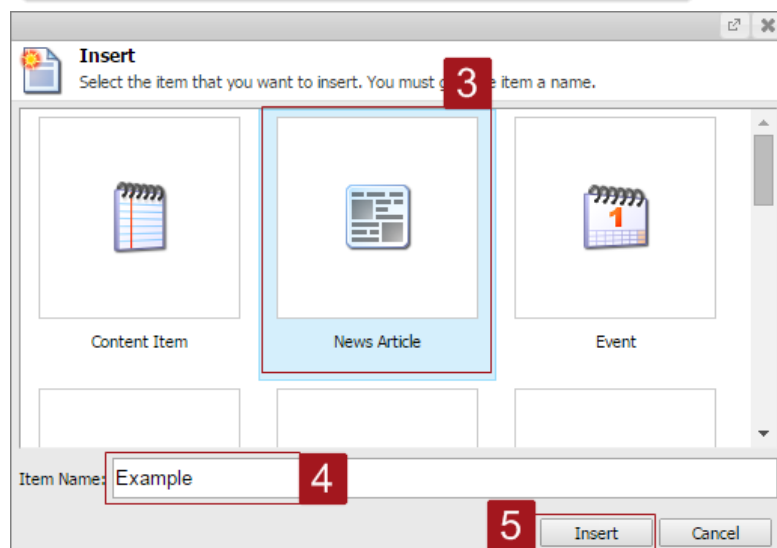 Insert
Select the item that you want to insert. You must g e item a name.
3
1
Content Item
News Article
Event
Item Name: Example
4
5
Insert
Cancel